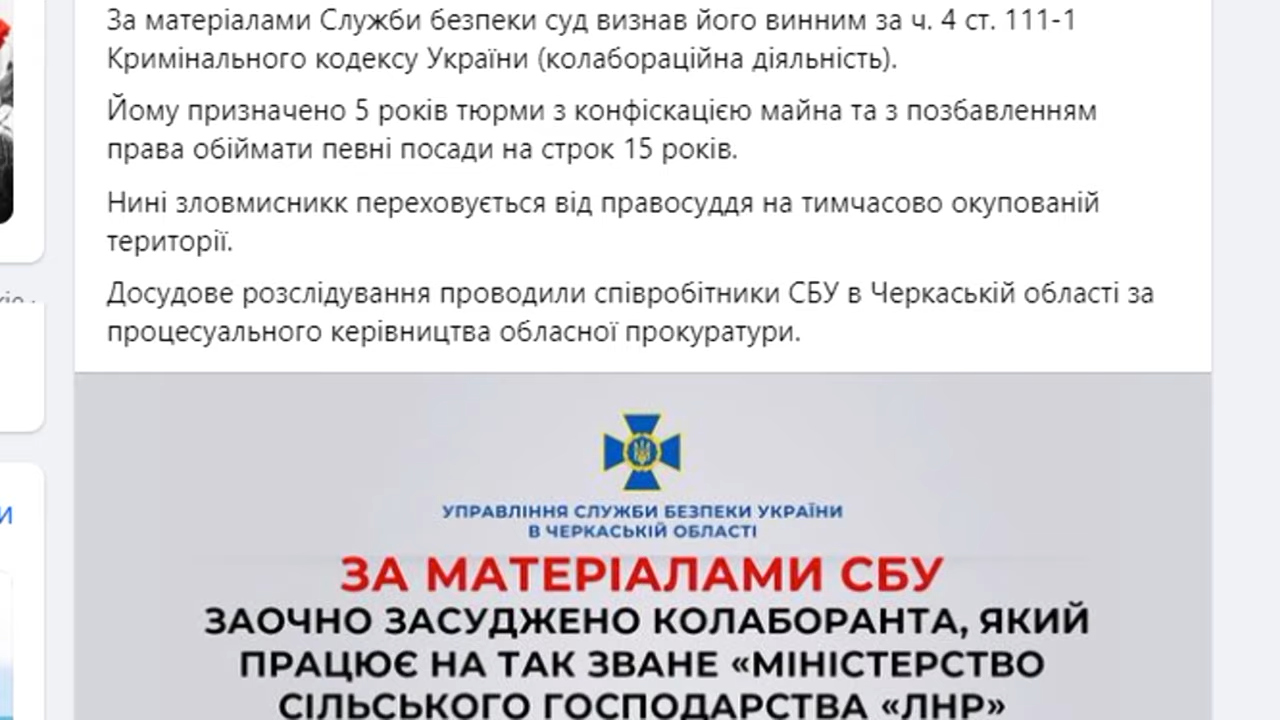 За матеріалами Служби безпеки суд визнав його винним за ч. 4 ст. 111-1
Кримінального кодексу України (колабораційна діяльність).
Йому призначено 5 років тюрми з конфіскацією майна та з позбавленням
права обіймати певні посади на строк 15 років.
Нині зловмисникк переховується від правосуддя на тимчасово окупованій
території.
Досудове розслідування проводили співробітники СБУ в Черкаській області за
процесуального керівництва обласної прокуратури.
УПРАВЛІННЯ СЛУЖБИ БЕЗПЕКИ УКРАЇНИ
В ЧЕРКАСЬКІЙ ОБЛАСТІ
ЗА МАТЕРІАЛАМИ СБУ
ЗАОЧНО ЗАСУДЖЕНО КОЛАБОРАНТА, ЯКИЙ
ПРАЦЮЄ НА ТАК ЗВАНЕ «МІНІСТЕРСТВО
СІЛЬСЬКОГО ГОСПОДАРСТВА «ЛНР»